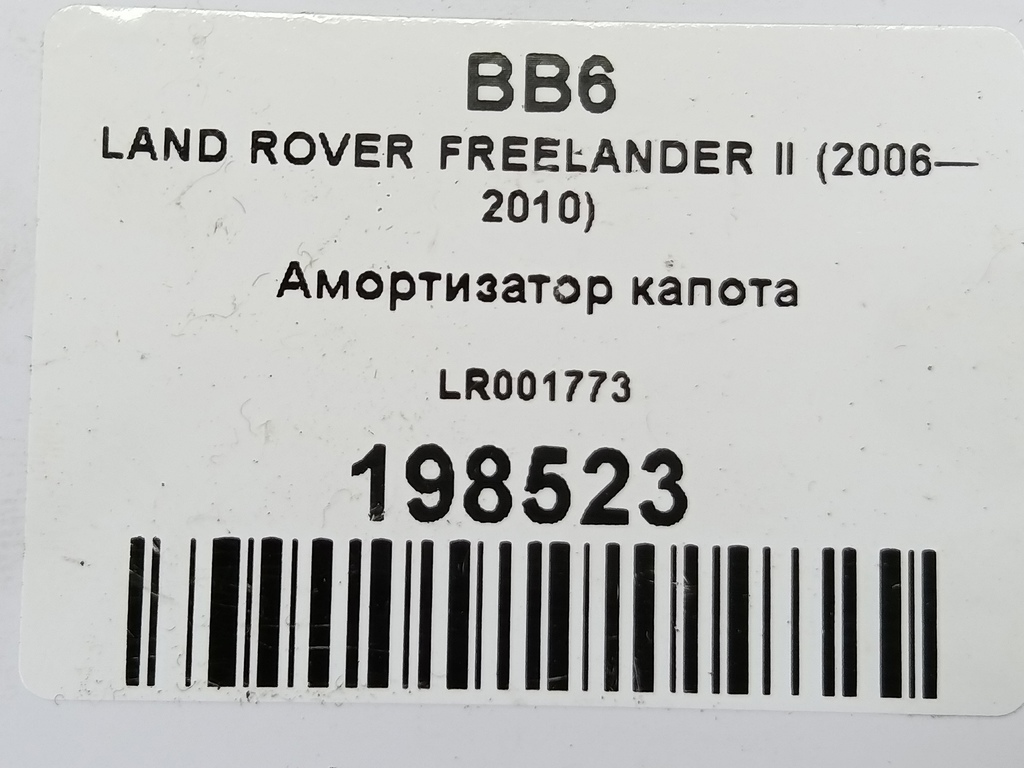 BB6
LAND ROVER FREELANDER II (2006—
2010)
Амортизатор капота
LR001773
198523